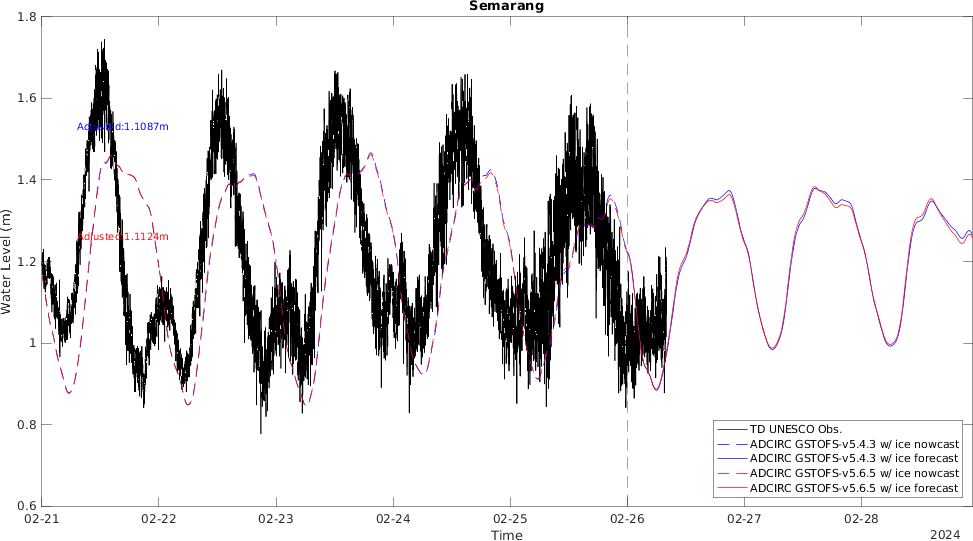 Semarang
1.8
1.6
1.4
1.2
1
0.8
0.6
Water Level (m)
Adjusted:1.1087m
Adjusted:1.1124m
TD UNESCO Obs.
ADCIRC GSTOFS-v5.4.3 w/ ice nowcast
ADCIRC GSTOFS-v5.4.3 w/ ice forecast
ADCIRC GSTOFS-v5.6.5 w/ ice nowcast
ADCIRC GSTOFS-v5.6.5 w/ ice forecast
02-21 02-22 02-23 02-24 02-25 02-26 02-27 02-28
Time
2024